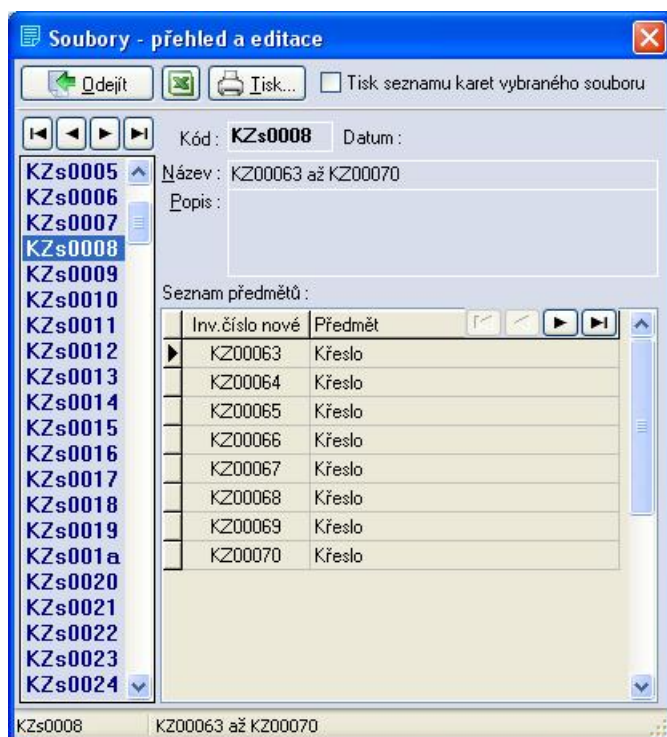 Soubory - přehled a editace
Odejít Tisk... Tisk seznamu karet vybraného souboru
Kód : KZs0008 Datum :
Název : KZ00063 až KZ00070
Popis :
KZs0005
KZs0006
KZs0007
KZs0008
KZs0009
KZs0010
KZs0011
KZs0012
KZs0013
KZs0014
KZs0015
KZs0016
KZs0017
KZs0018
KZs0019
KZs001a
KZs0020
KZs0021
KZs0022
KZs0023
KZs0024
Seznam předmětů :
Inv.číslo nové Předmět
KZ00063 Křeslo
KZ00064 Křeslo
KZ00065 Křeslo
KZ00066 Křeslo
KZ00067 Křeslo
KZ00068 Křeslo
KZ00069 Křeslo
KZ00070 Křeslo
KZs0008 KZ00063 až KZ00070